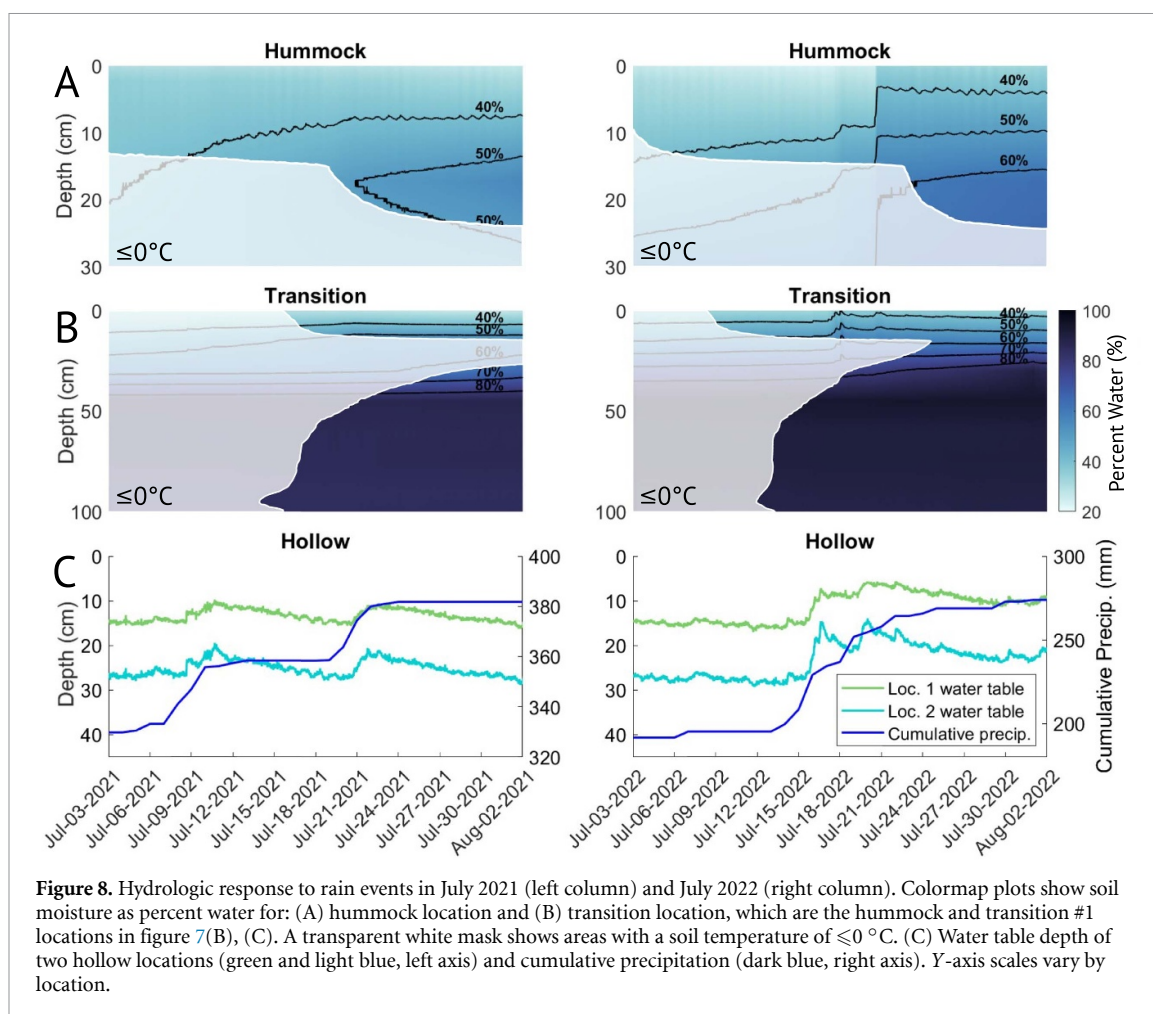 Hummock
Hummock
A
0
10
20
30
Depth (cm)
40%
50%
50%
≤0°C
0
10
20
30
40%
50%
60%
≤0°C
Transition
Transition
B
0
50
100
Depth (cm)
40%
50%
60%
70%
80%
≤0°C
0
50
100
40%
50%
60%
70%
80%
≤0°C
100
80
60
40
20
Percent Water (%)
Hollow
Hollow
C
0
10
20
30
40
Depth (cm)
400
380
360
340
320
0
10
20
30
40
300
250
200
Cumulative Precip. (mm)
Loc. 1 water table
Loc. 2 water table
Cumulative precip.
Jul-03-2021
Jul-06-2021
Jul-09-2021
Jul-12-2021
Jul-15-2021
Jul-18-2021
Jul-21-2021
Jul-24-2021
Jul-27-2021
Jul-30-2021
Aug-02-2021
Jul-03-2022
Jul-06-2022
Jul-09-2022
Jul-12-2022
Jul-15-2022
Jul-18-2022
Jul-21-2022
Jul-24-2022
Jul-27-2022
Jul-30-2022
Aug-02-2022
Figure 8. Hydrologic response to rain events in July 2021 (left column) and July 2022 (right column). Colormap plots show soil
moisture as percent water for: (A) hummock location and (B) transition location, which are the hummock and transition #1
locations in figure 7(B), (C). A transparent white mask shows areas with a soil temperature of ⩽0 °C. (C) Water table depth of
two hollow locations (green and light blue, left axis) and cumulative precipitation (dark blue, right axis). Y-axis scales vary by
location.